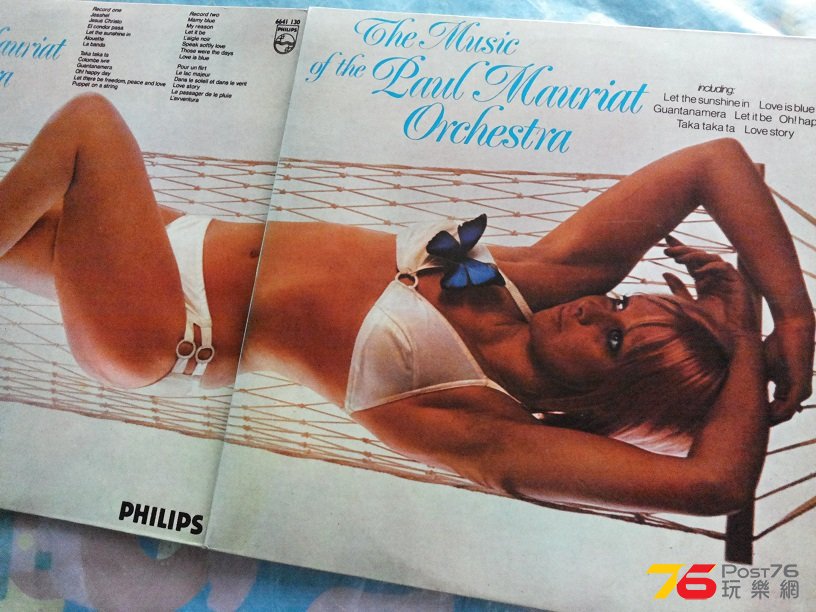 auriat
ra
Record one
Jesahel
Jesus Christo
El condor pasa
Let the sunshine in
Alouette
La banda
Taka taka ta
Colombe ivre
Guantanamera
Oh! happy day
Let there be freedom, peace and love
Puppet on a string
Record two
Mamy blue
My reason
Let it be
L'aigle noir
Speak softly love
Those were the days
Love is blue
Pour un flirt
Le lac majeur
Dans le soleil et dans le vent
Love story
Le passager de la pluie
L'avventura
6641 130
PHILIPS
PHILIPS
The Music
of the Paul Mauriat
Orchestra
including:
Let the sunshine in Love is blue
Guantanamera Let it be Oh! hap
Taka taka ta Love story
76 POST76
玩樂網